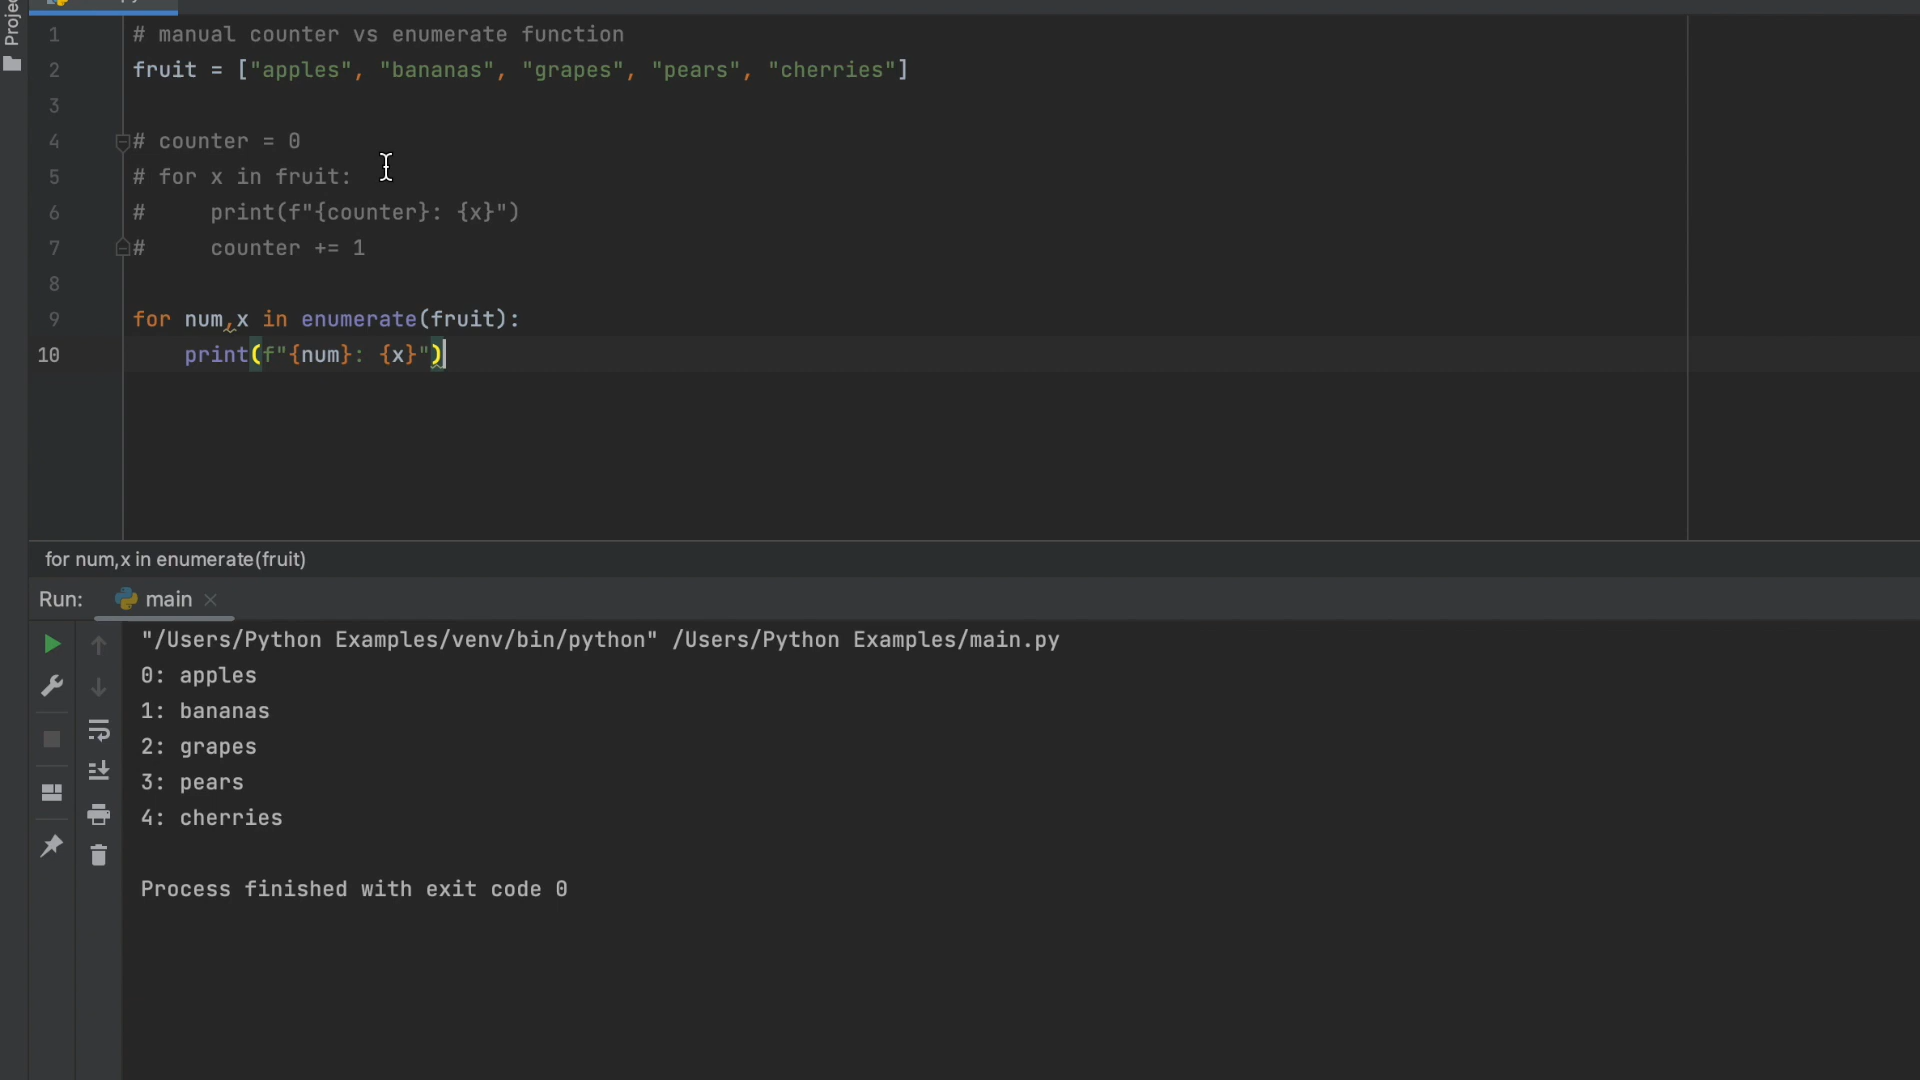 Projec
1 # manual counter vs enumerate function
2 fruit = ["apples", "bananas", "grapes", "pears", "cherries"]
3
4 # counter = 0
5 # for x in fruit:
6 #     print(f"{counter}: {x}")
7 #     counter += 1
8
9 for num,x in enumerate(fruit):
10     print(f"{num}: {x}")
for num,x in enumerate(fruit)
Run: main
"/Users/Python Examples/venv/bin/python" /Users/Python Examples/main.py
0: apples
1: bananas
2: grapes
3: pears
4: cherries
Process finished with exit code 0